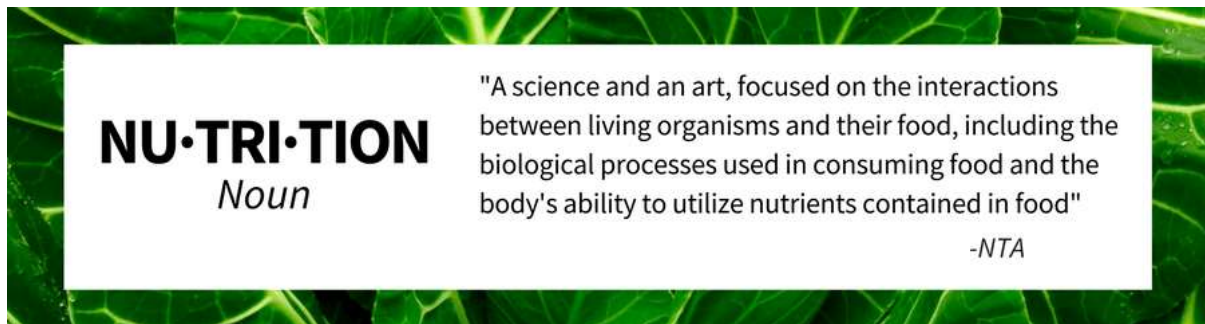 NU•TRI•TION
Noun
"A science and an art, focused on the interactions
between living organisms and their food, including the
biological processes used in consuming food and the
body's ability to utilize nutrients contained in food"
-NTA